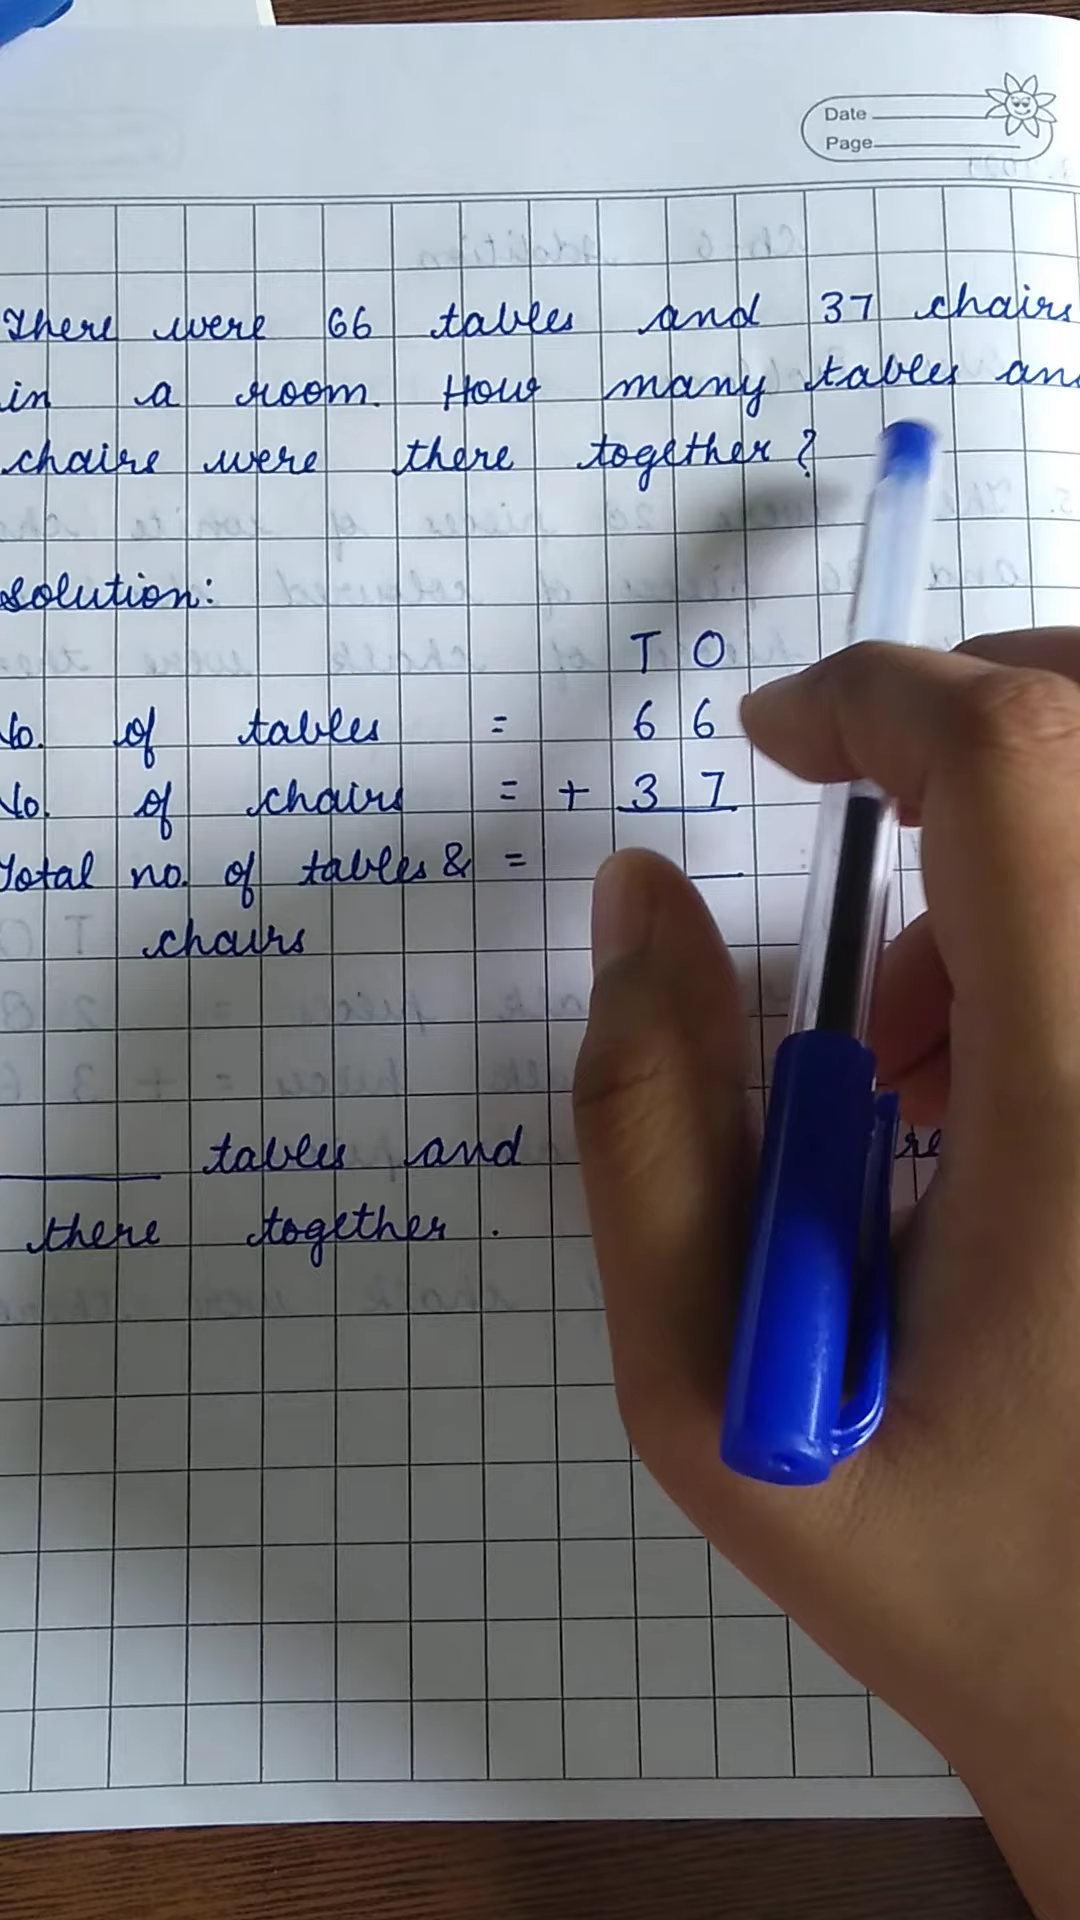 Date
Page
There were 66 tables and 37 chairs
in a room. How many tables an
chairs were there together?
Solution:
T O
No. of tables = 6 6
No. of chairs = + 3 7
Total no. of tables & =
chairs
tables and
there together.